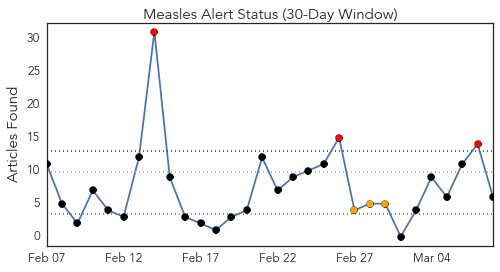 Measles Alert Status (30-Day Window)
Articles Found
30
25
20
15
10
5
0
Feb 07 Feb 12 Feb 17 Feb 22 Feb 27 Mar 04